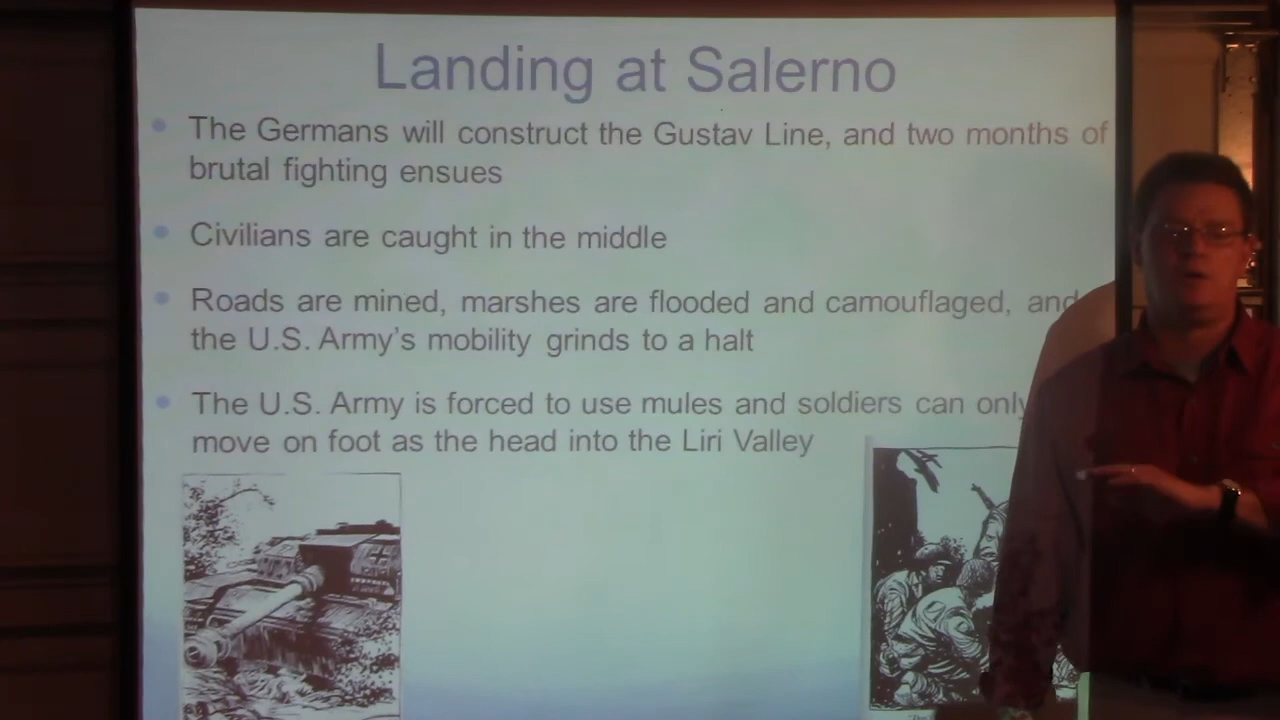 Landing at Salerno
The Germans will construct the Gustav Line, and two months of
brutal fighting ensues
Civilians are caught in the middle
Roads are mined, marshes are flooded and camouflaged, and
the U.S. Army's mobility grinds to a halt
The U.S. Army is forced to use mules and soldiers can only
move on foot as the head into the Liri Valley